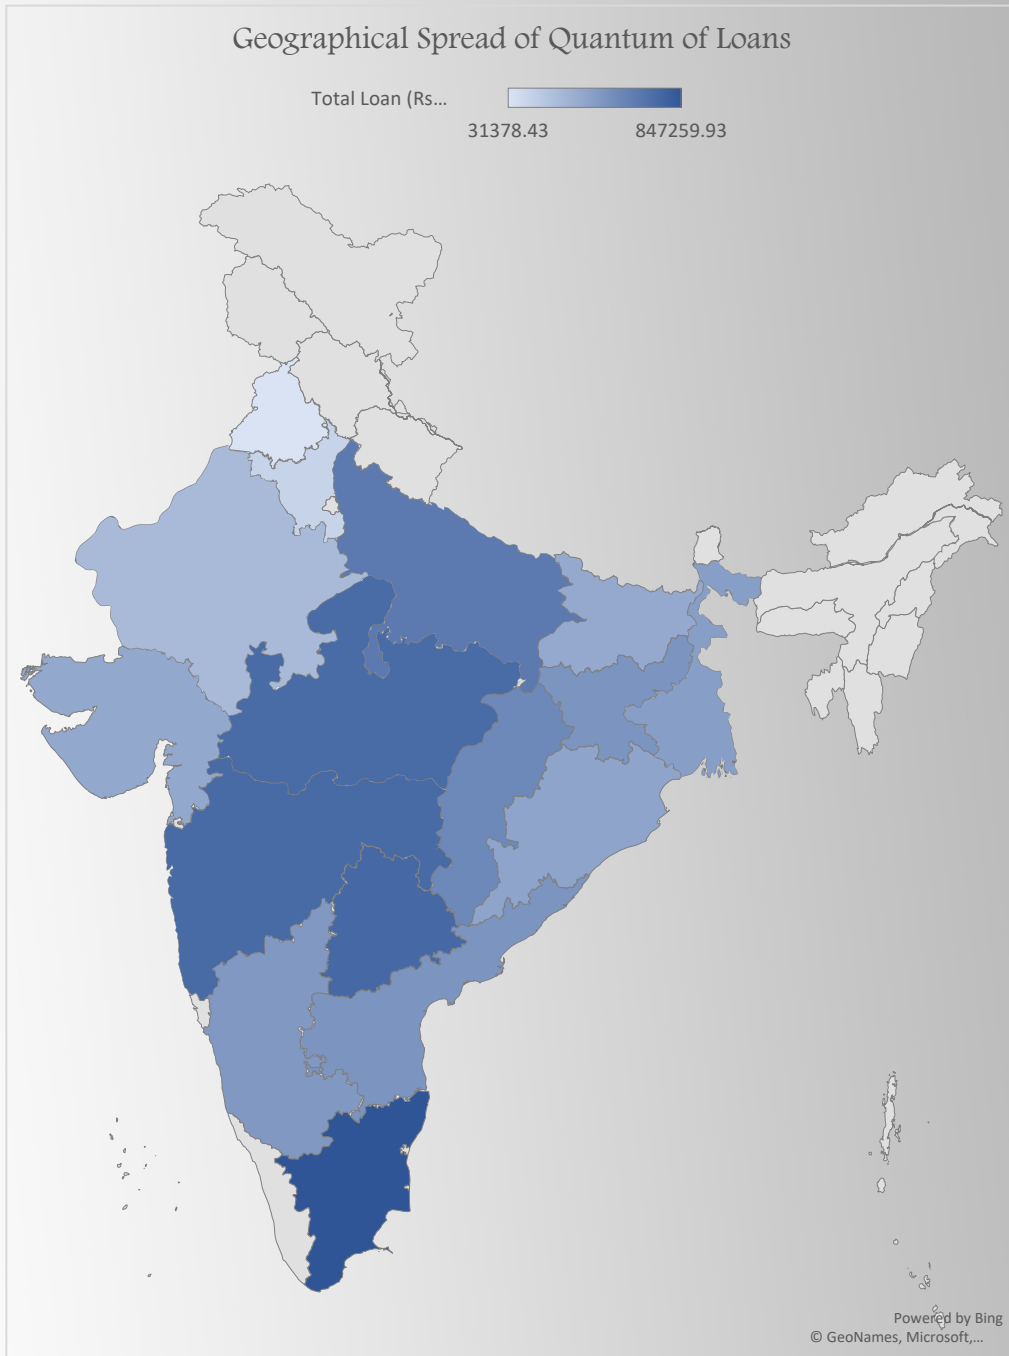 Geographical Spread of Quantum of Loans
Total Loan (Rs...
31378.43 847259.93
Powered by Bing
© GeoNames, Microsoft,...